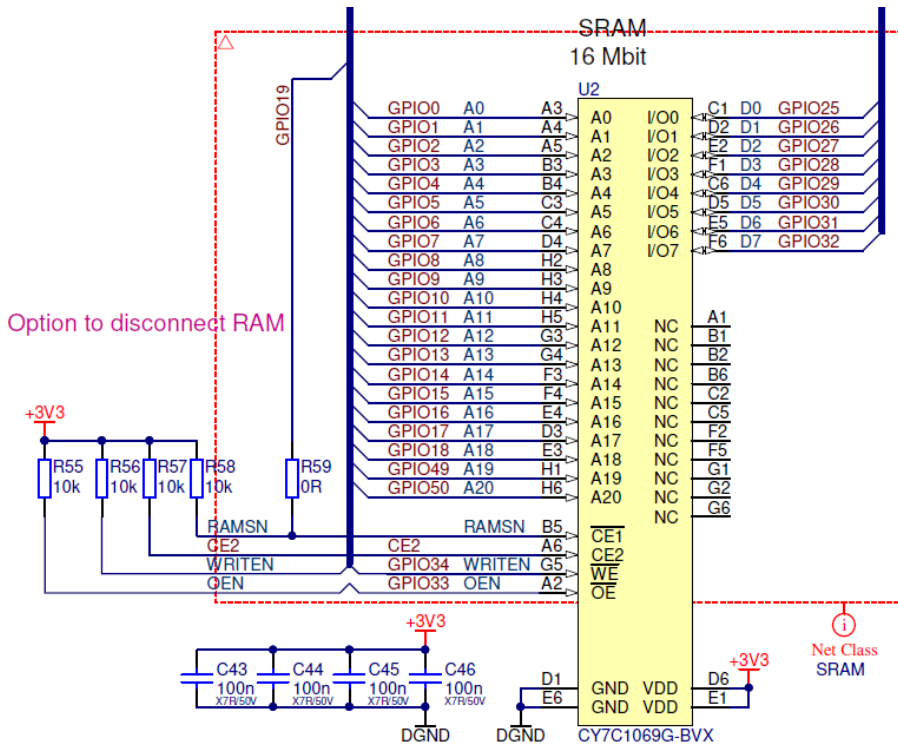 SRAM
16 Mbit
U2
GPIO19
GPIO0 A0 A3 A0 I/O0 C1 D0 GPIO25
GPIO1 A1 A4 A1 I/O1 D2 D1 GPIO26
GPIO2 A2 A5 A2 I/O2 E2 D2 GPIO27
GPIO3 A3 B3 A3 I/O3 F1 D3 GPIO28
GPIO4 A4 B4 A4 I/O4 C6 D4 GPIO29
GPIO5 A5 C3 A5 I/O5 D5 D5 GPIO30
GPIO6 A6 C4 A6 I/O6 E5 D6 GPIO31
GPIO7 A7 D4 A7 I/O7 F6 D7 GPIO32
GPIO8 A8 H2 A8
GPIO9 A9 H3 A9
GPIO10 A10 H4 A10
GPIO11 A11 H5 A11 NC A1
GPIO12 A12 G3 A12 NC B1
GPIO13 A13 G4 A13 NC B2
GPIO14 A14 F3 A14 NC B6
GPIO15 A15 F4 A15 NC C2
GPIO16 A16 E4 A16 NC C5
GPIO17 A17 D3 A17 NC F2
GPIO18 A18 E3 A18 NC F5
GPIO49 A19 H1 A19 NC G1
GPIO50 A20 H6 A20 NC G2
NC G6
Option to disconnect RAM
+3V3
R55 R56 R57 R58 R59
10k 10k 10k 10k 0R
RAMSN RAMSN B5 CE1
CE2 CE2 A6 CE2
WRITEN GPIO34 WRITEN G5 WE
OEN GPIO33 OEN A2 OE
i
Net Class
SRAM
+3V3
C43 C44 C45 C46
100n 100n 100n 100n
X7R/50V X7R/50V X7R/50V X7R/50V
DGND
+3V3
D1 GND VDD D6
E6 GND VDD E1
DGND
CY7C1069G-BVX